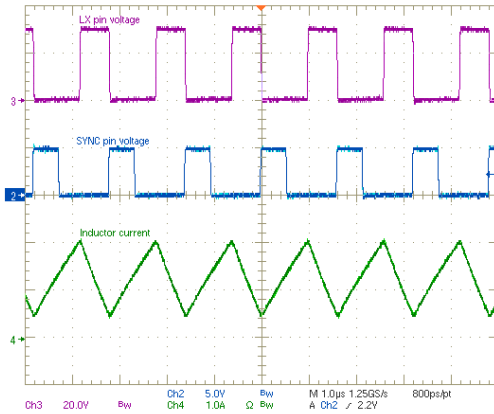 LX pin voltage
3
SYNC pin voltage
2
Inductor current
4
Ch2 5.0V Bw M 1.0µs 1.25GS/s 800ps/pt
Ch3 20.0V Bw Ch4 1.0A Ω Bw A Ch2 / 2.2V